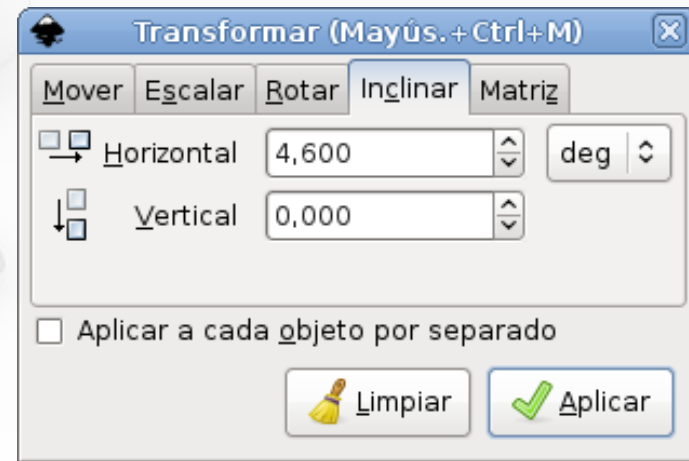 Transformar (Mayús.+Ctrl+M)
Mover Escalar Rotar Inclinar Matriz
Horizontal 4,600 deg
Vertical 0,000
Aplicar a cada objeto por separado
Limpiar Aplicar